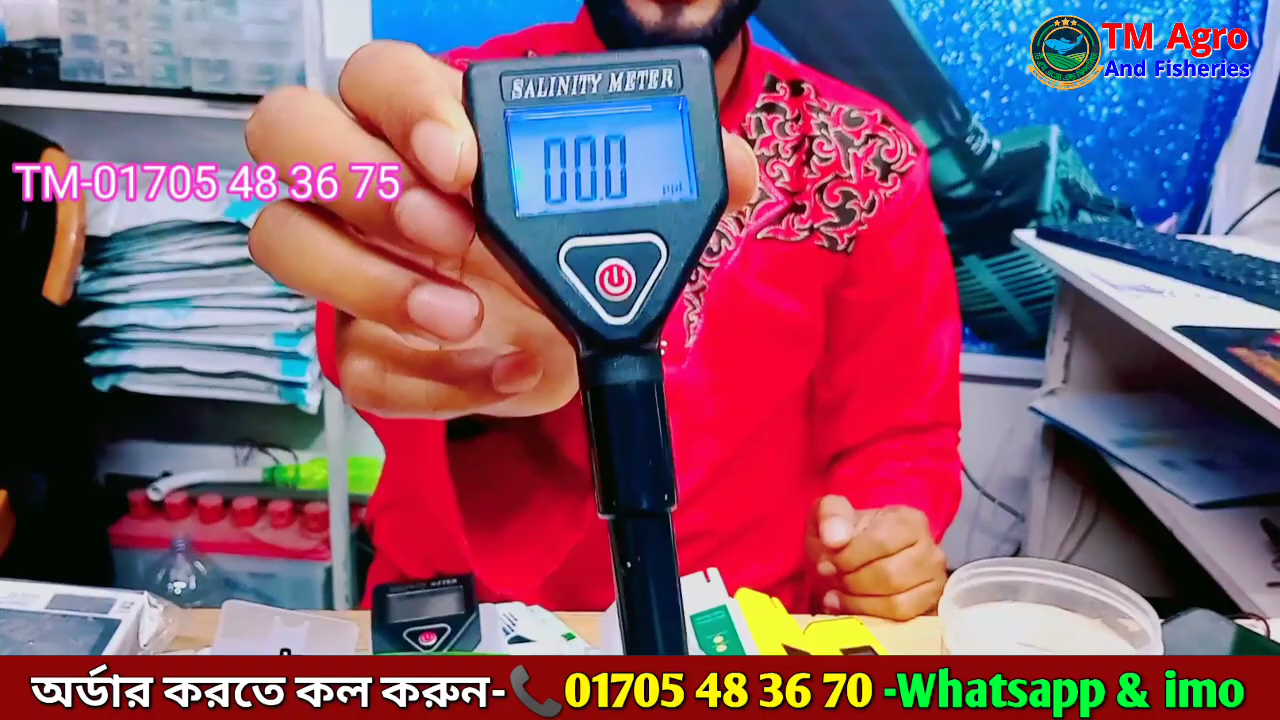 TM Agro
And Fisheries
SALINITY METER
00.0
ppt
TM-01705 48 36 75
METER
অর্ডার করতে কল করুন-📞01705 48 36 70 -Whatsapp & imo